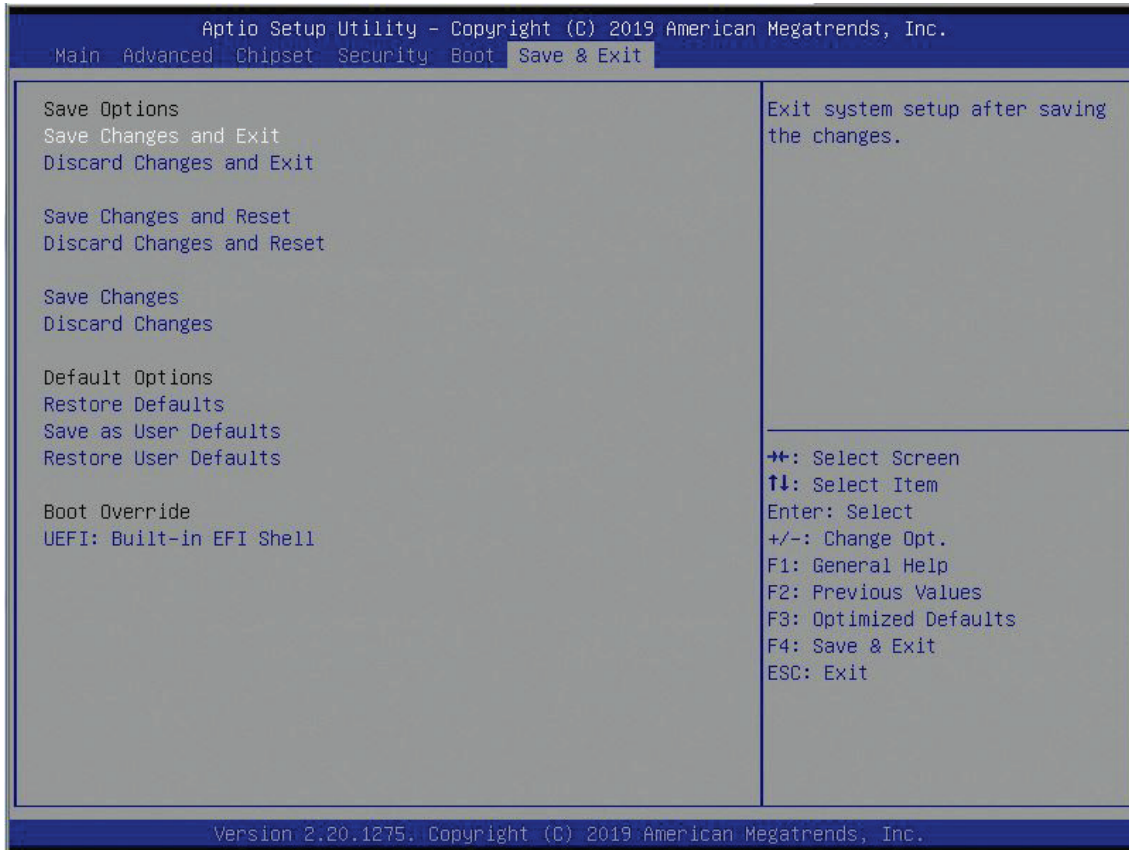 Aptio Setup Utility – Copyright (C) 2019 American Megatrends, Inc.
Main Advanced Chipset Security Boot Save & Exit
Save Options
Save Changes and Exit
Discard Changes and Exit
Save Changes and Reset
Discard Changes and Reset
Save Changes
Discard Changes
Default Options
Restore Defaults
Save as User Defaults
Restore User Defaults
Boot Override
UEFI: Built-in EFI Shell
Exit system setup after saving
the changes.
→←: Select Screen
↑↓: Select Item
Enter: Select
+/-: Change Opt.
F1: General Help
F2: Previous Values
F3: Optimized Defaults
F4: Save & Exit
ESC: Exit
Version 2.20.1275. Copyright (C) 2019 American Megatrends, Inc.